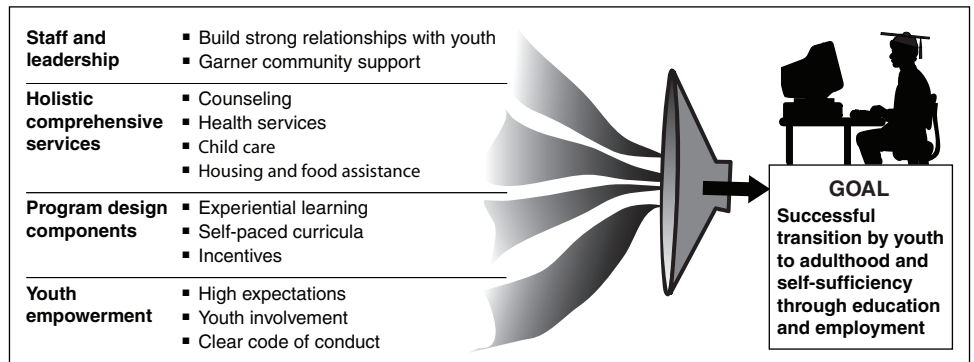 Staff and
leadership
▪ Build strong relationships with youth
▪ Garner community support
Holistic
comprehensive
services
▪ Counseling
▪ Health services
▪ Child care
▪ Housing and food assistance
Program design
components
▪ Experiential learning
▪ Self-paced curricula
▪ Incentives
Youth
empowerment
▪ High expectations
▪ Youth involvement
▪ Clear code of conduct
GOAL
Successful
transition by youth
to adulthood and
self-sufficiency
through education
and employment